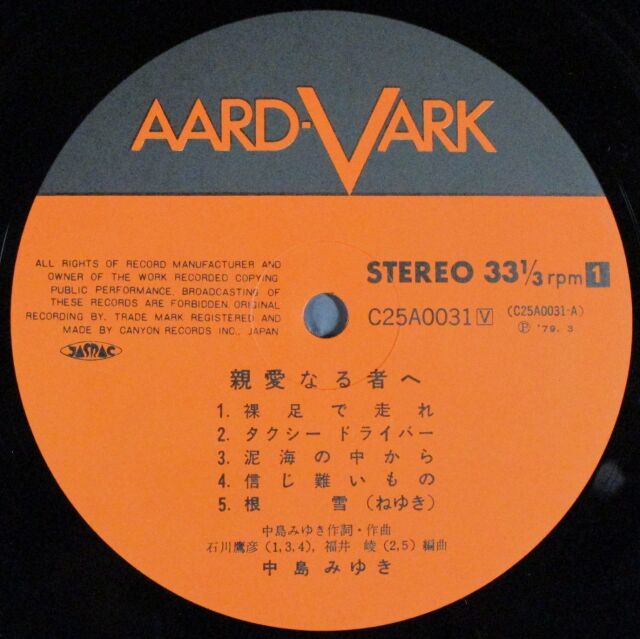 AARD-VARK
ALL RIGHTS OF RECORD MANUFACTURER AND
OWNER OF THE WORK RECORDED COPYING
PUBLIC PERFORMANCE, BROADCASTING OF
THESE RECORDS ARE FORBIDDEN ORIGINAL
RECORDING BY. TRADE MARK REGISTERED AND
MADE BY CANYON RECORDS INC., JAPAN
JASRAC
STEREO 33 1/3 rpm 1
C25A0031 V (C25A0031-A)
Ⓟ '79. 3
親愛なる者へ
1. 裸足で走れ
2. タクシー ドライバー
3. 泥海の中から
4. 信じ難いもの
5. 根 雪(ねゆき)
中島みゆき作詞・作曲
石川鷹彦(1,3,4), 福井 崚(2,5)編曲
中島みゆき